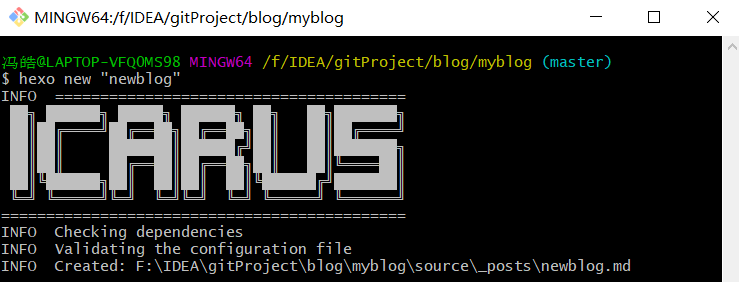 MINGW64:/f/IDEA/gitProject/blog/myblog
冯皓@LAPTOP-VFQ0MS98 MINGW64 /f/IDEA/gitProject/blog/myblog (master)
$ hexo new "newblog"
INFO  =======================================
ICARUS
=============================================
INFO  Checking dependencies
INFO  Validating the configuration file
INFO  Created: F:\IDEA\gitProject\blog\myblog\source\_posts\newblog.md